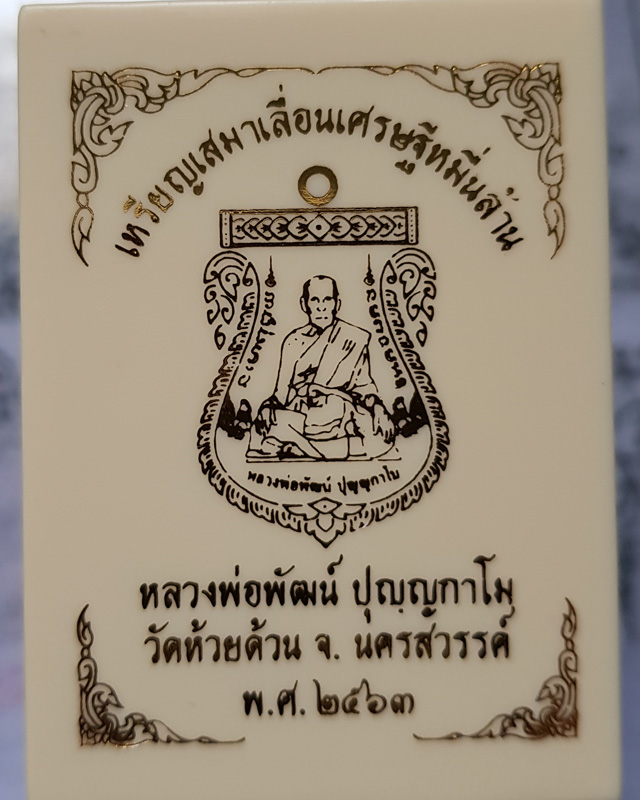 เหรียญเสมาเลื่อนเศรษฐีหมื่นล้าน
หลวงพ่อพัฒน์ ปุญฺญกาโม
หลวงพ่อพัฒน์ ปุญฺญกาโม
วัดห้วยด้วน จ. นครสวรรค์
พ.ศ. ๒๕๖๓